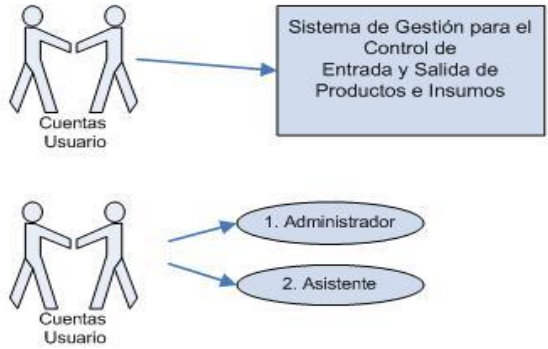 Sistema de Gestión para el
Control de
Entrada y Salida de
Productos e Insumos
Cuentas
Usuario
1. Administrador
2. Asistente
Cuentas
Usuario